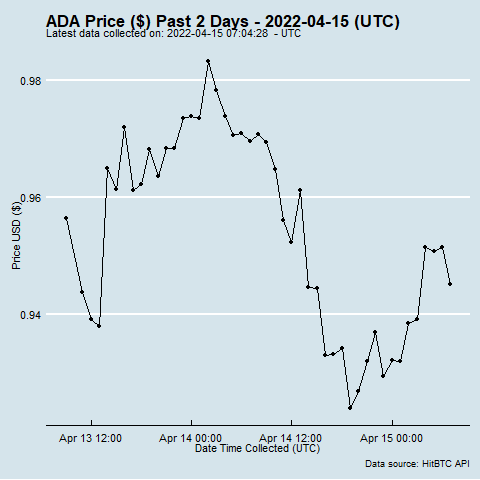 ADA Price ($) Past 2 Days - 2022-04-15 (UTC)
Latest data collected on: 2022-04-15 07:04:28  - UTC
0.98
0.96
0.94
Price USD ($)
Apr 13 12:00
Apr 14 00:00
Apr 14 12:00
Apr 15 00:00
Date Time Collected (UTC)
Data source: HitBTC API